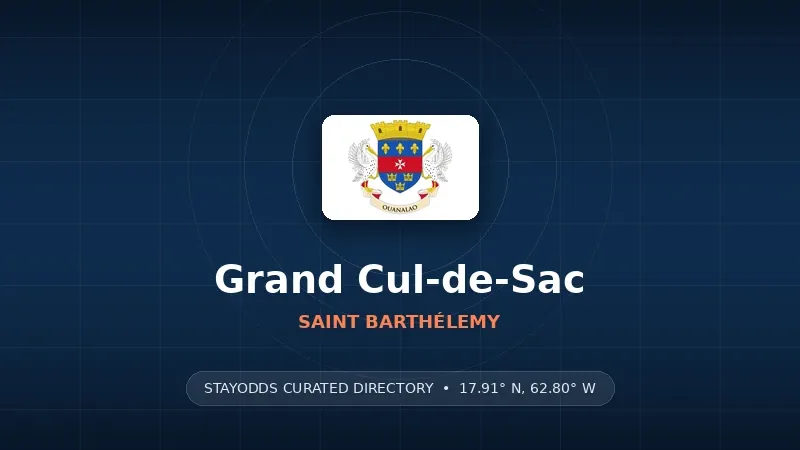 OUANALAO
Grand Cul-de-Sac
SAINT BARTHÉLEMY
STAYODDS CURATED DIRECTORY • 17.91° N, 62.80° W